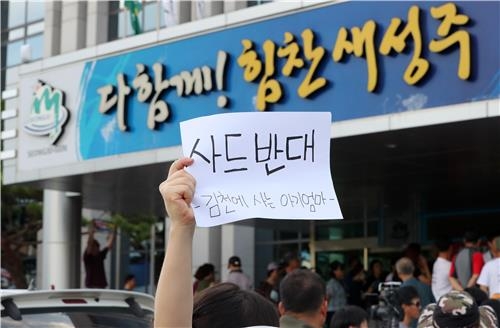 다함께! 힘찬 새성주
사드반대
- 김천에 사는 아기엄마 -